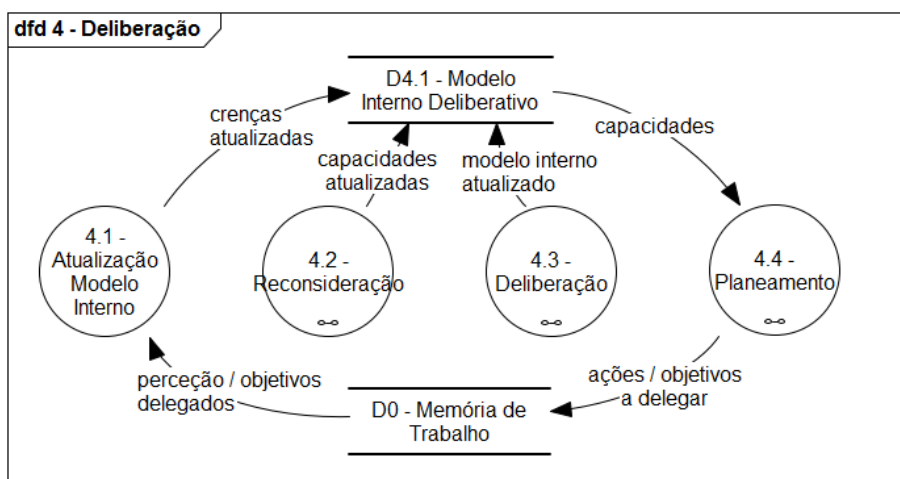 dfd 4 - Deliberação
D4.1 - Modelo
Interno Deliberativo
crenças
atualizadas
capacidades
atualizadas
modelo interno
atualizado
capacidades
4.1 -
Atualização
Modelo
Interno
4.2 -
Reconsideração
4.3 -
Deliberação
4.4 -
Planeamento
perceção / objetivos
delegados
D0 - Memória de
Trabalho
ações / objetivos
a delegar